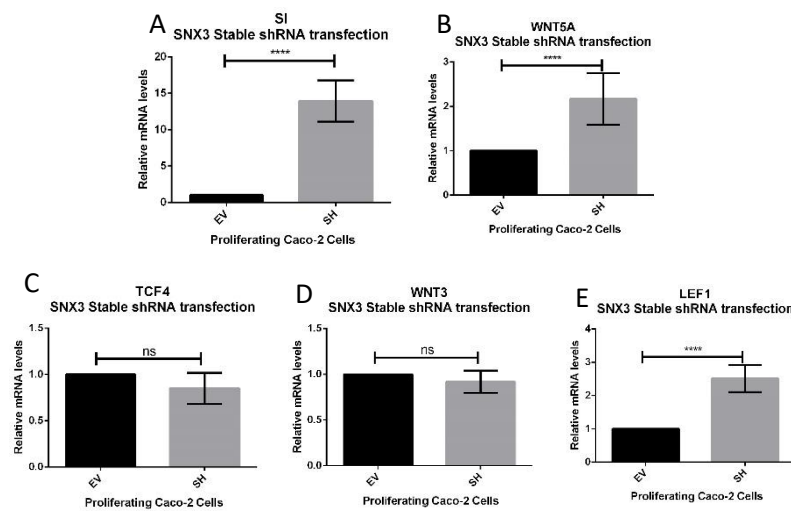 A
SI
SNX3 Stable shRNA transfection
****
Relative mRNA levels
20
15
10
5
0
EV
SH
Proliferating Caco-2 Cells
B
WNT5A
SNX3 Stable shRNA transfection
****
Relative mRNA levels
3
2
1
0
EV
SH
Proliferating Caco-2 Cells
C
TCF4
SNX3 Stable shRNA transfection
ns
Relative mRNA levels
1.5
1.0
0.5
0.0
EV
SH
Proliferating Caco-2 Cells
D
WNT3
SNX3 Stable shRNA transfection
ns
Relative mRNA levels
1.5
1.0
0.5
0.0
EV
SH
Proliferating Caco-2 Cells
E
LEF1
SNX3 Stable shRNA transfection
****
Relative mRNA levels
4
3
2
1
0
EV
SH
Proliferating Caco-2 Cells